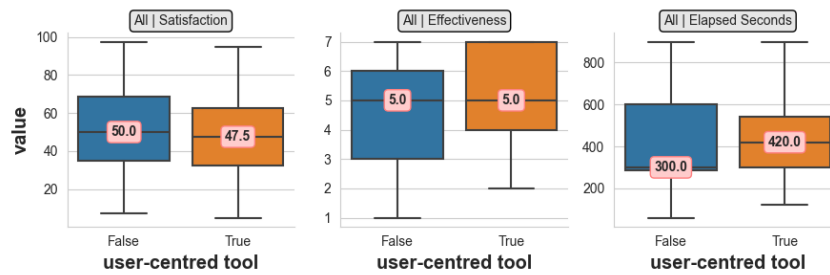 All | Satisfaction
100
80
60
40
20
value
50.0
47.5
False
True
user-centred tool
All | Effectiveness
7
6
5
4
3
2
1
5.0
5.0
False
True
user-centred tool
All | Elapsed Seconds
800
600
400
200
300.0
420.0
False
True
user-centred tool